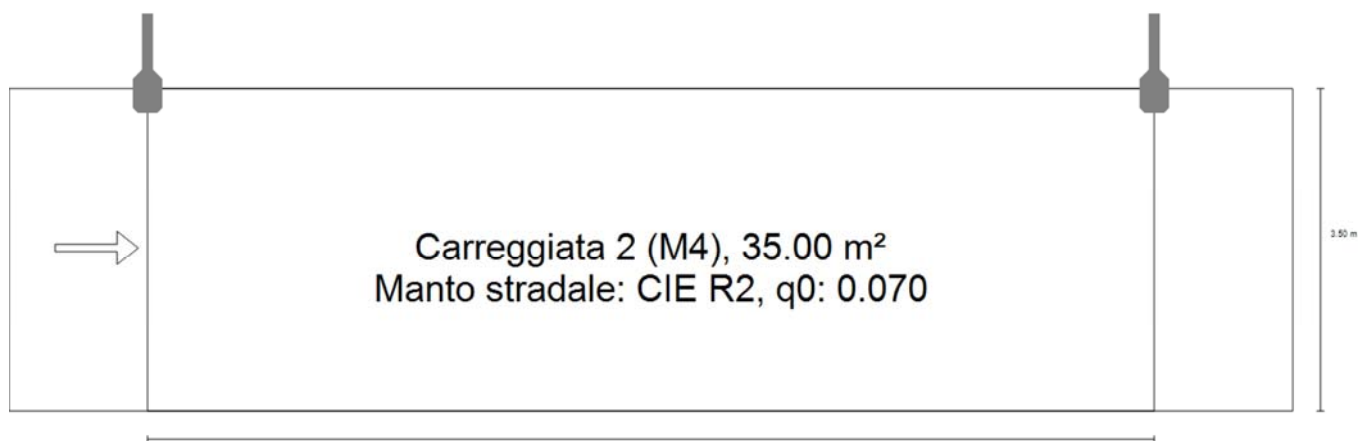 Carreggiata 2 (M4), 35.00 m²
Manto stradale: CIE R2, q0: 0.070
3.50 m